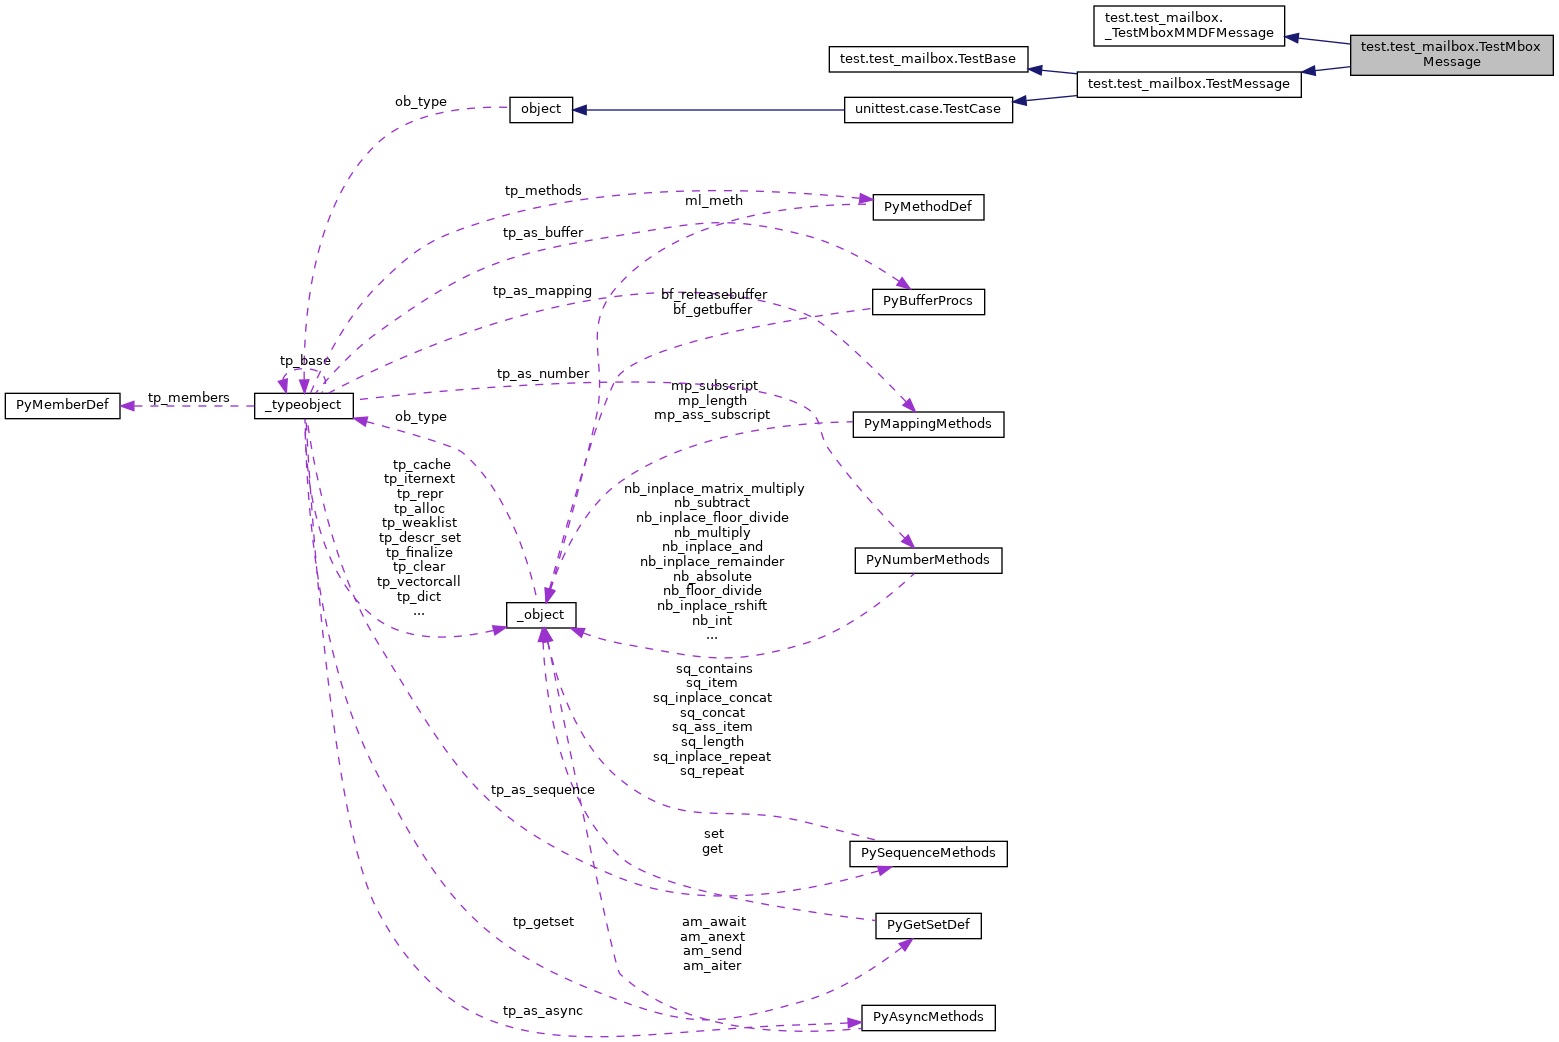 test.test_mailbox.
_TestMboxMMDFMessage
test.test_mailbox.TestMbox
Message
test.test_mailbox.TestBase
test.test_mailbox.TestMessage
ob_type
object
unittest.case.TestCase
tp_methods
ml_meth
PyMethodDef
tp_as_buffer
tp_as_mapping
bf_releasebuffer
bf_getbuffer
PyBufferProcs
tp_base
tp_as_number
mp_subscript
mp_length
mp_ass_subscript
PyMemberDef
tp_members
_typeobject
ob_type
PyMappingMethods
tp_cache
tp_iternext
tp_repr
tp_alloc
tp_weaklist
tp_descr_set
tp_finalize
tp_clear
tp_vectorcall
tp_dict
...
nb_inplace_matrix_multiply
nb_subtract
nb_inplace_floor_divide
nb_multiply
nb_inplace_and
nb_inplace_remainder
nb_absolute
nb_floor_divide
nb_inplace_rshift
nb_int
...
PyNumberMethods
_object
sq_contains
sq_item
sq_inplace_concat
sq_concat
sq_ass_item
sq_length
sq_inplace_repeat
sq_repeat
tp_as_sequence
set
get
PySequenceMethods
tp_getset
am_await
am_anext
am_send
am_aiter
PyGetSetDef
tp_as_async
PyAsyncMethods